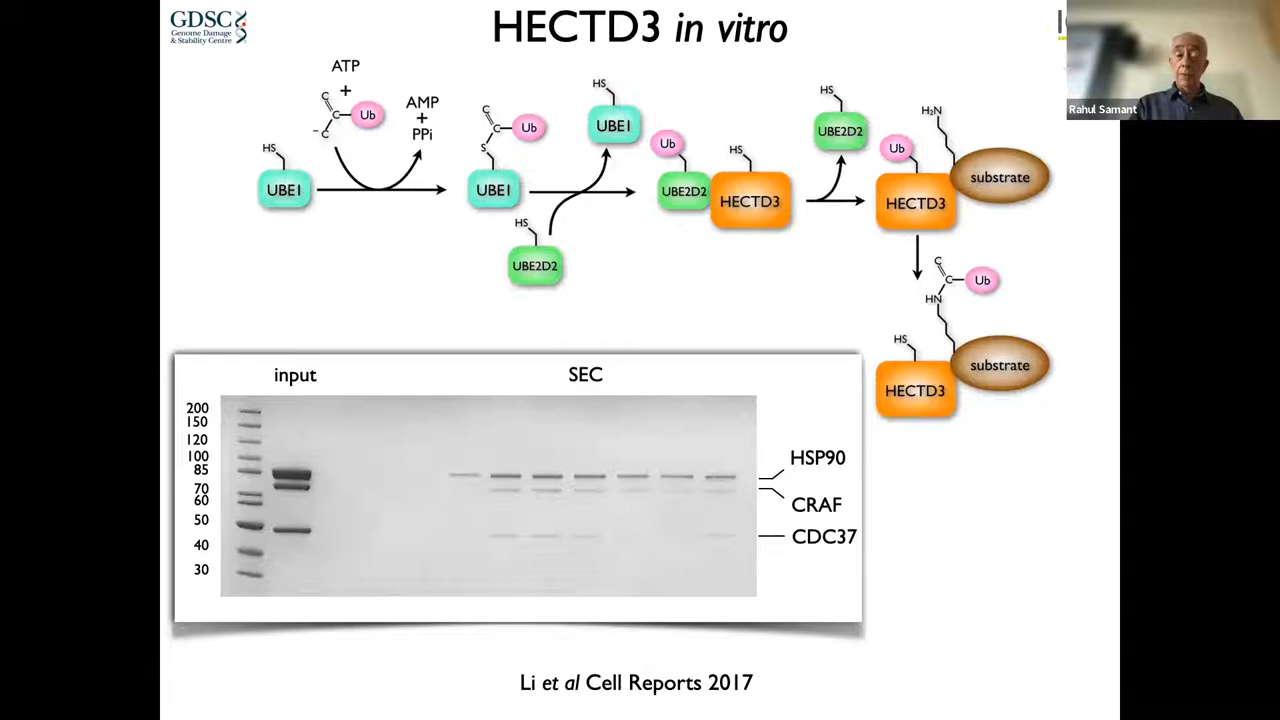 GDSC
Genome Damage
& Stability Centre
HECTD3 in vitro
Rahul Samant
ATP
+
C
C
-C
Ub
AMP
+
PPi
HS
UBE1
C
C
Ub
S
UBE1
HS
UBE1
HS
UBE2D2
Ub
UBE2D2
HS
HECTD3
HS
UBE2D2
H₂N
Ub
HECTD3
substrate
C
C
Ub
HN
HS
HECTD3
substrate
input
SEC
200
150
120
100
85
70
60
50
40
30
HSP90
CRAF
CDC37
Li et al Cell Reports 2017